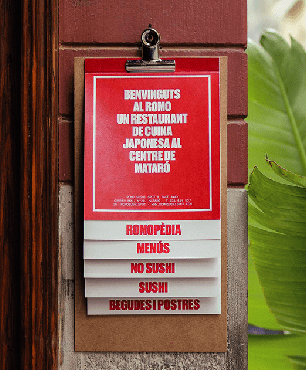 BENVINGUTS
AL ROMO
UN RESTAURANT
DE CUINA
JAPONESA AL
CENTRE DE
MATARÓ
ROMOPÈDIA
MENÚS
NO SUSHI
SUSHI
BEGUDES I POSTRES